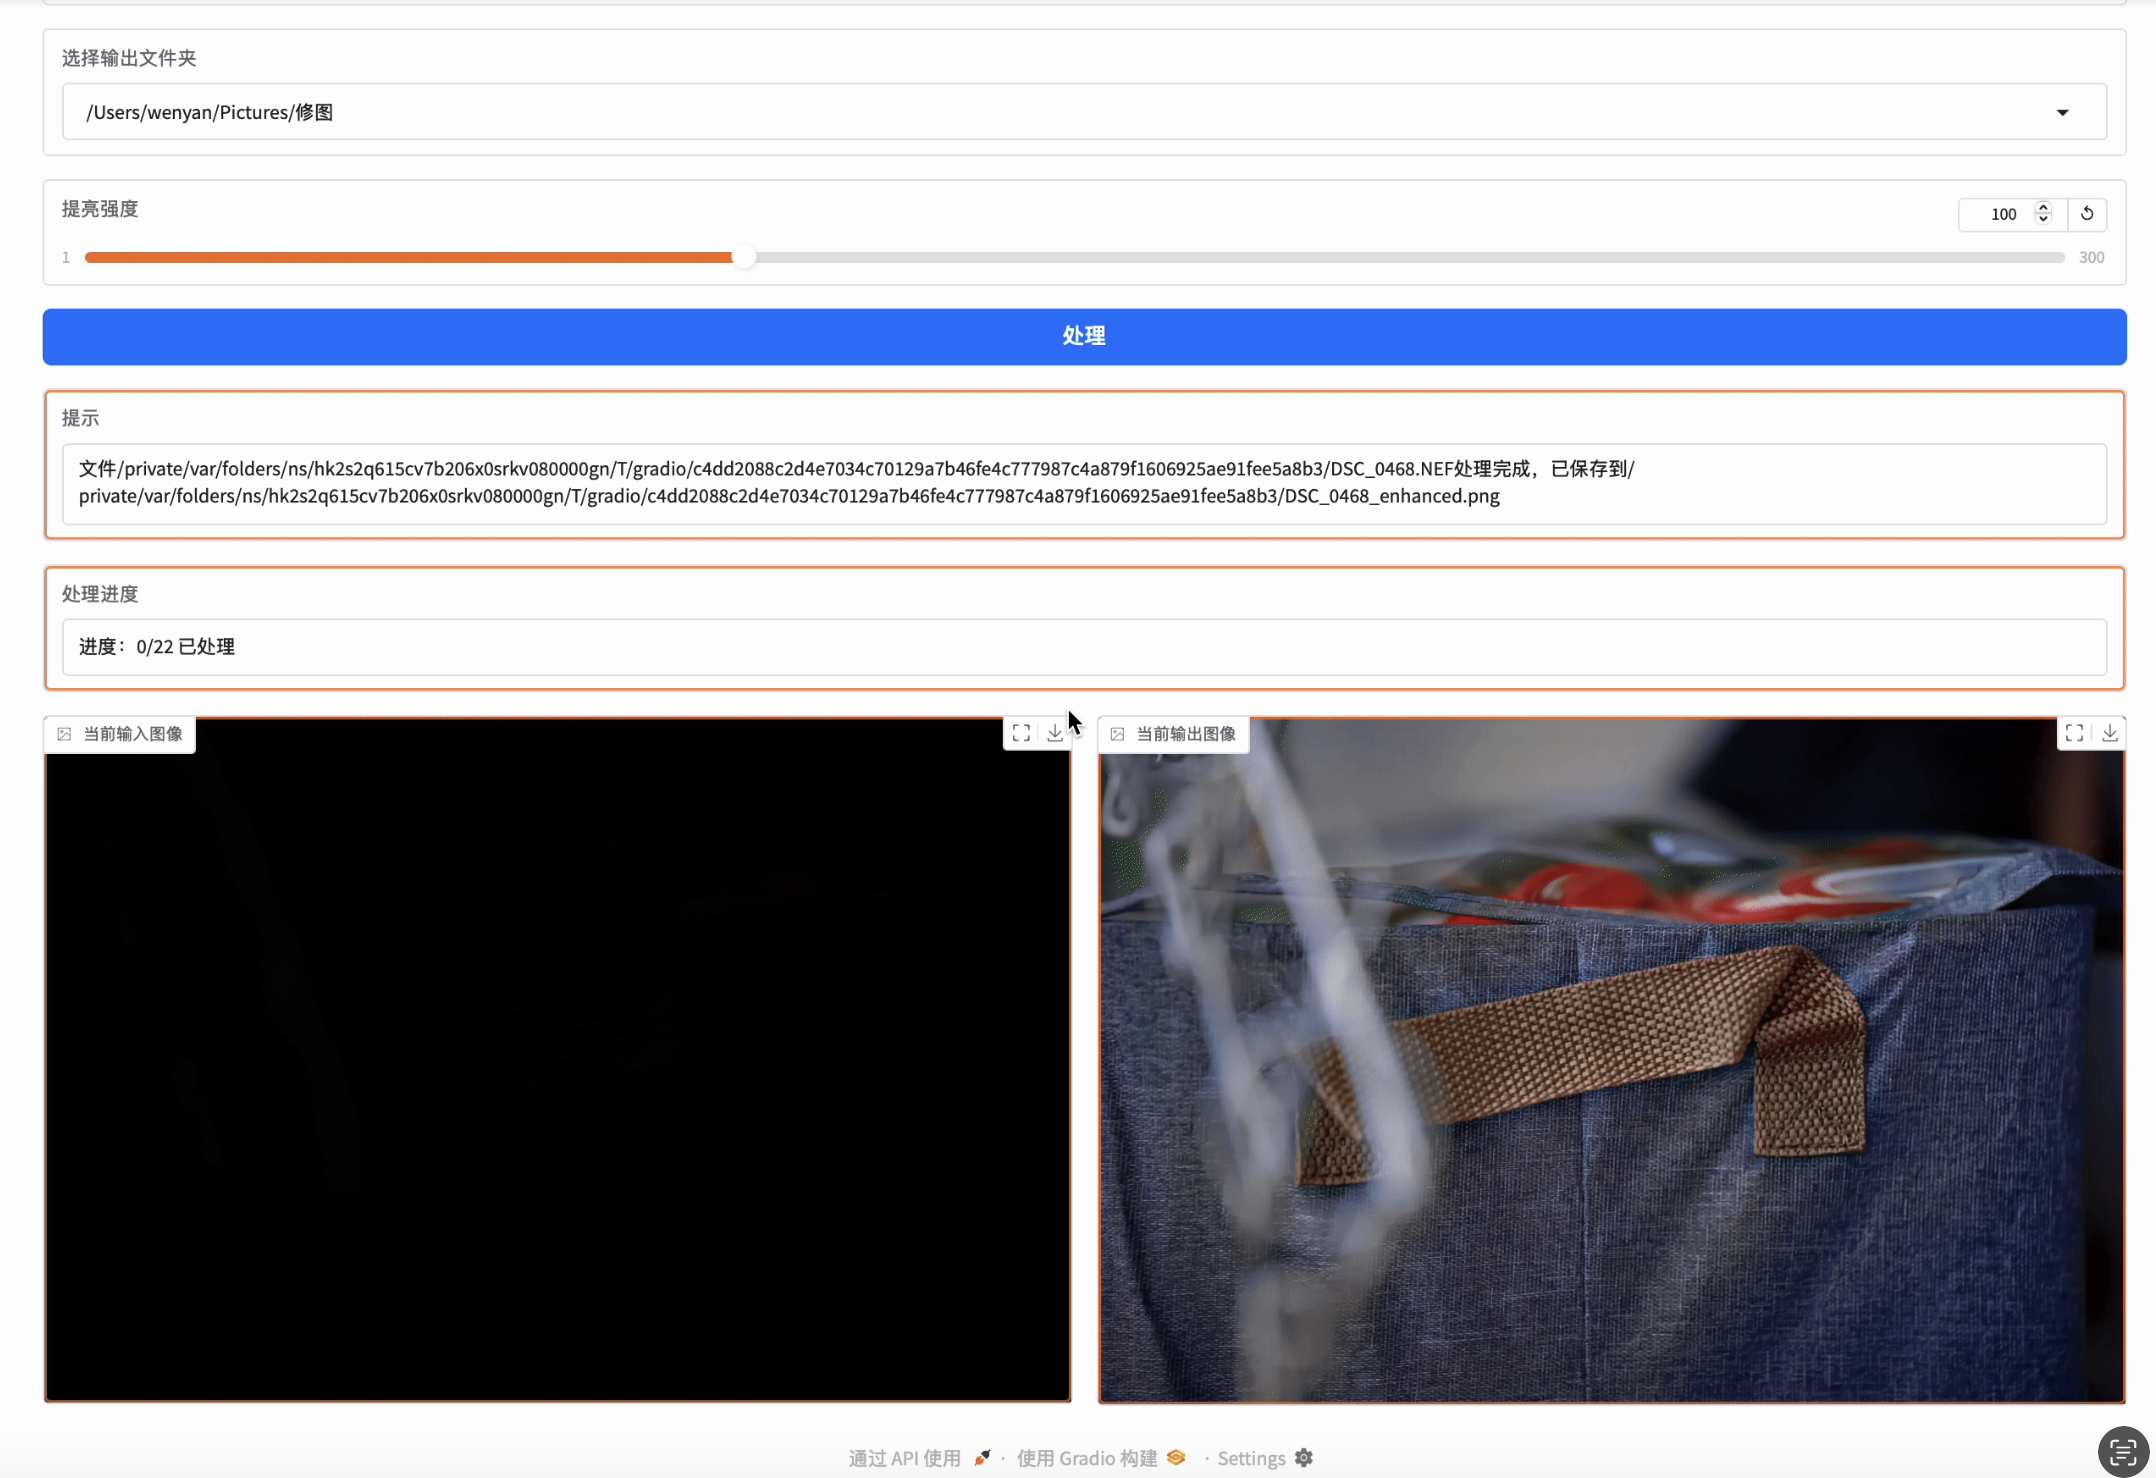 选择输出文件夹
/Users/wenyan/Pictures/修图
提亮强度
100
1
300
处理
提示
文件/private/var/folders/ns/hk2s2q615cv7b206x0srkv080000gn/T/gradio/c4dd2088c2d4e7034c70129a7b46fe4c777987c4a879f1606925ae91fee5a8b3/DSC_0468.NEF处理完成，已保存到/
private/var/folders/ns/hk2s2q615cv7b206x0srkv080000gn/T/gradio/c4dd2088c2d4e7034c70129a7b46fe4c777987c4a879f1606925ae91fee5a8b3/DSC_0468_enhanced.png
处理进度
进度：0/22 已处理
当前输入图像
当前输出图像
通过 API 使用 · 使用 Gradio 构建 · Settings